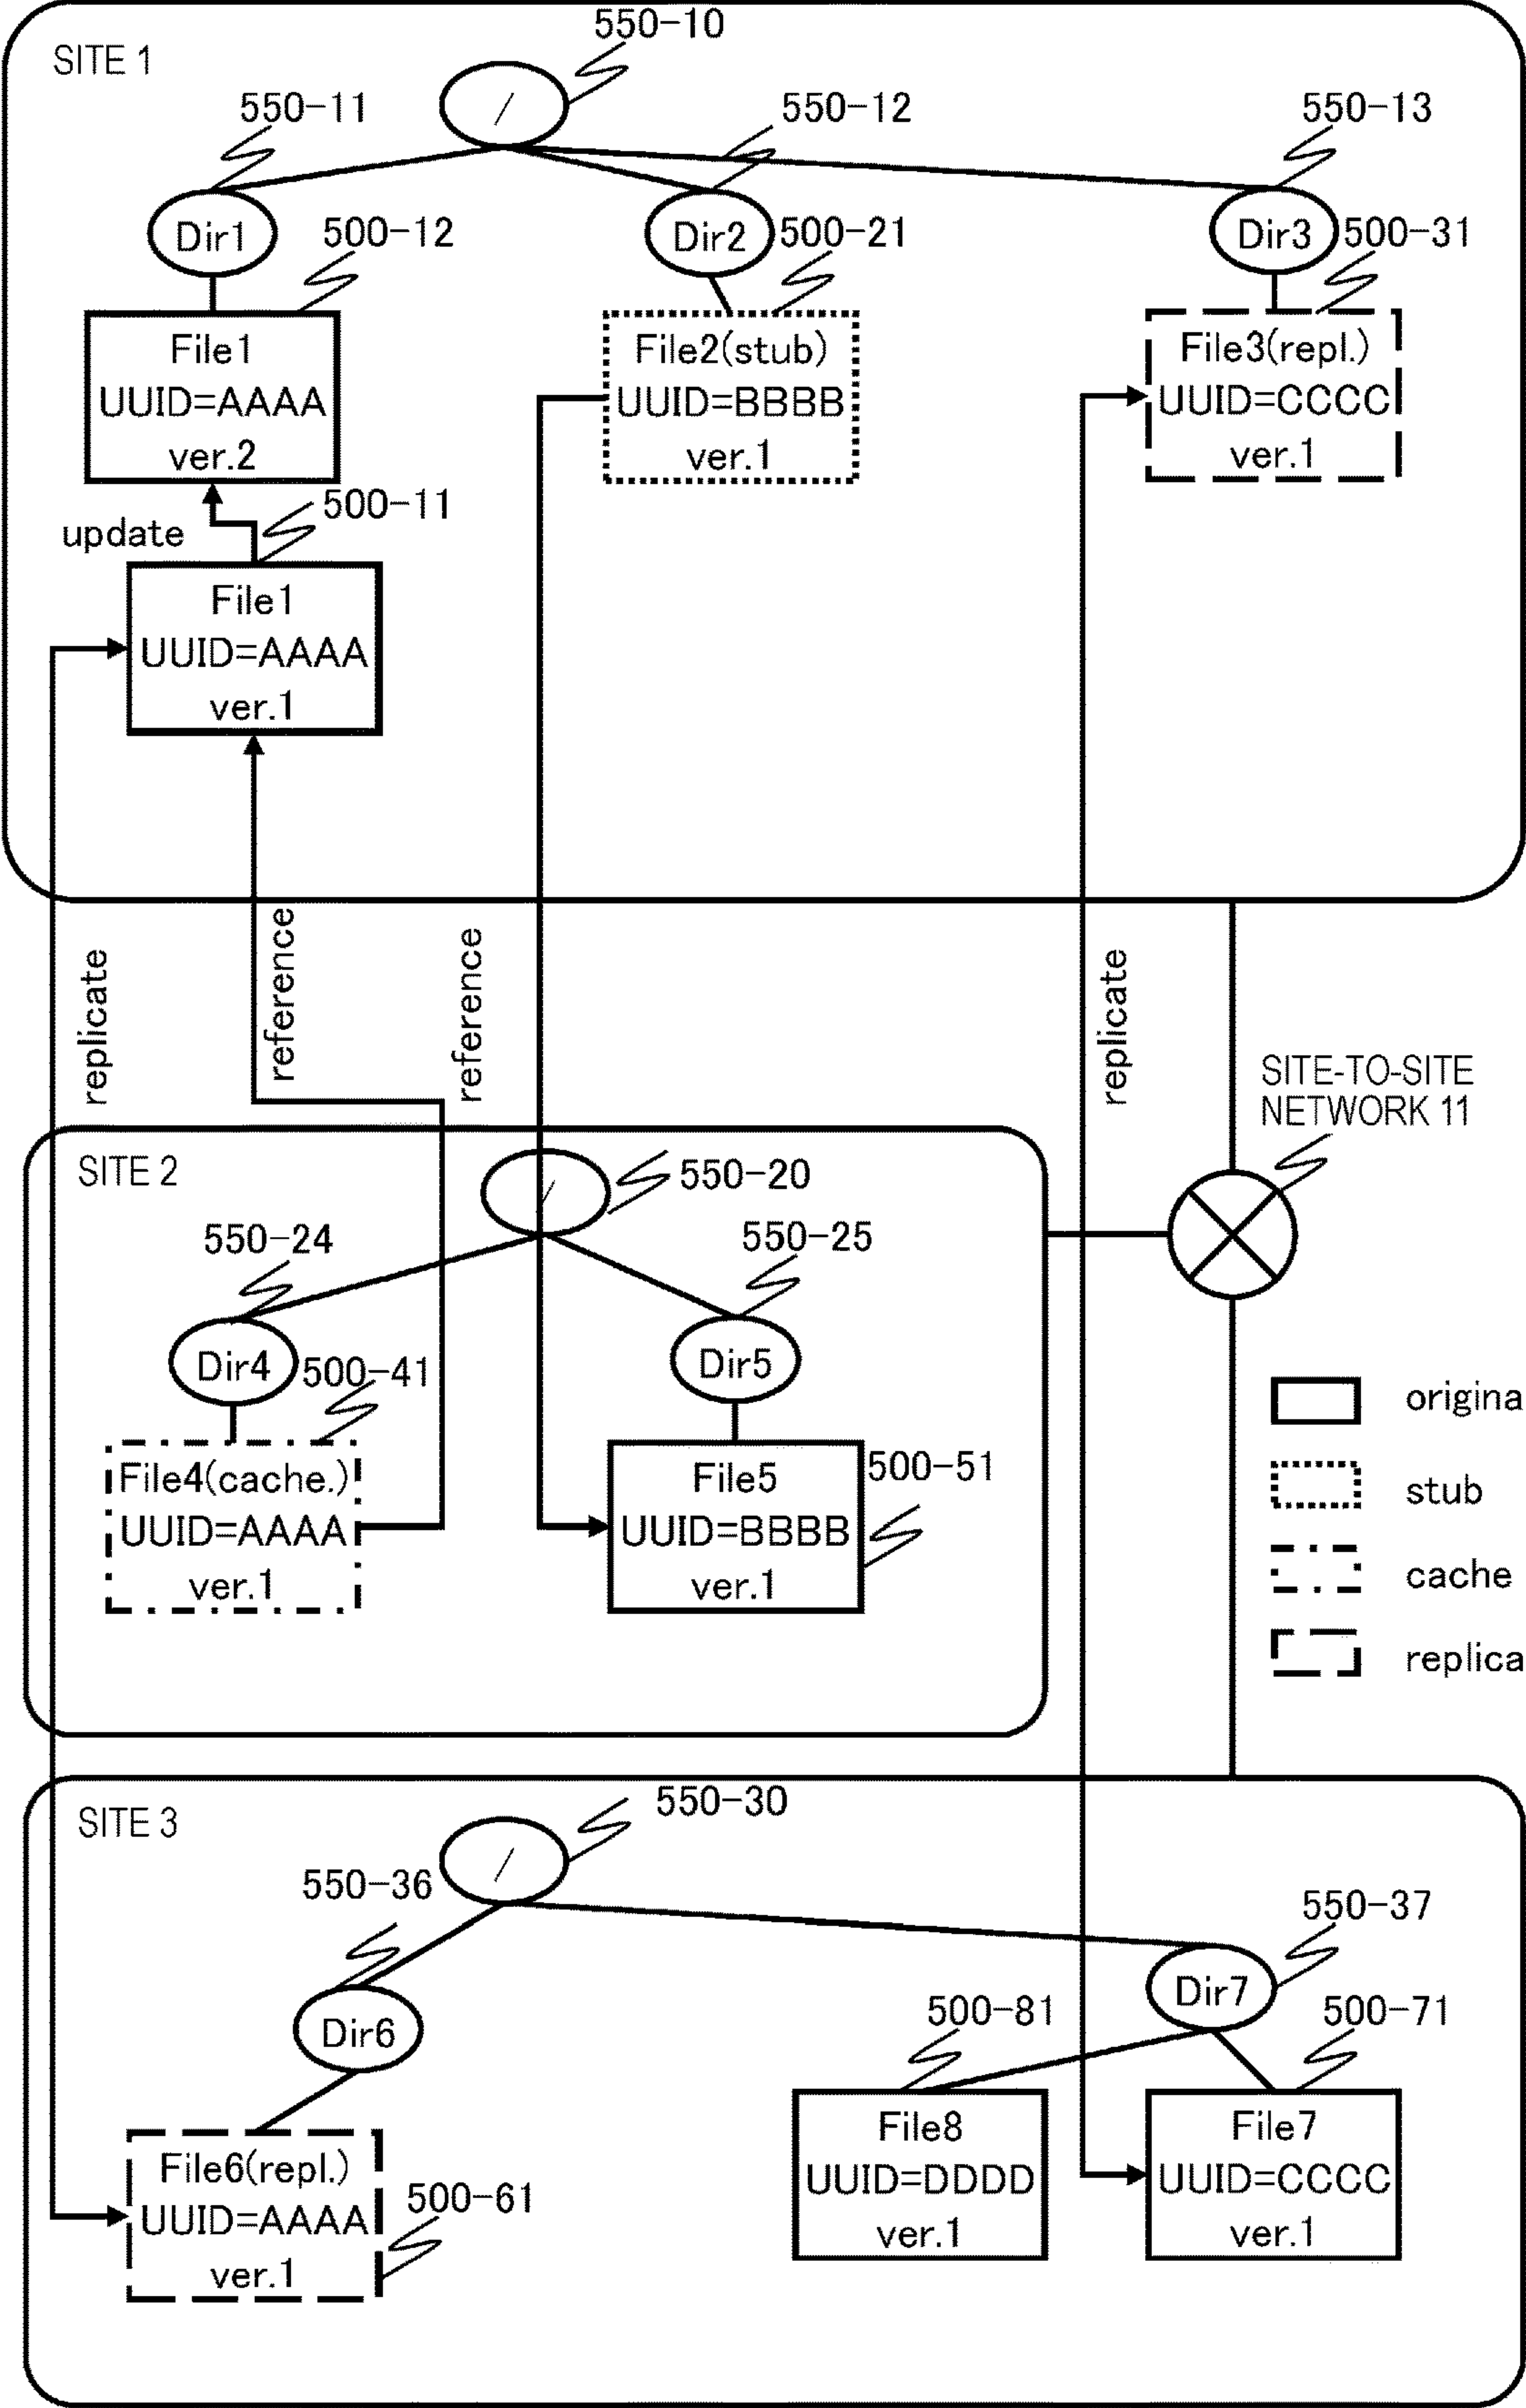 SITE 1
550-10
/
550-11
550-12
550-13
Dir1
500-12
Dir2
500-21
Dir3
500-31
File1
UUID=AAAA
ver.2
File2(stub)
UUID=BBBB
ver.1
File3(repl.)
UUID=CCCC
ver.1
update
500-11
File1
UUID=AAAA
ver.1
replicate
reference
reference
replicate
SITE-TO-SITE
NETWORK 11
SITE 2
/
550-20
550-24
550-25
Dir4
500-41
Dir5
File4(cache.)
UUID=AAAA
ver.1
File5
UUID=BBBB
ver.1
500-51
origina
stub
cache
replica
SITE 3
/
550-30
550-36
550-37
Dir6
Dir7
500-81
500-71
File6(repl.)
UUID=AAAA
ver.1
500-61
File8
UUID=DDDD
ver.1
File7
UUID=CCCC
ver.1